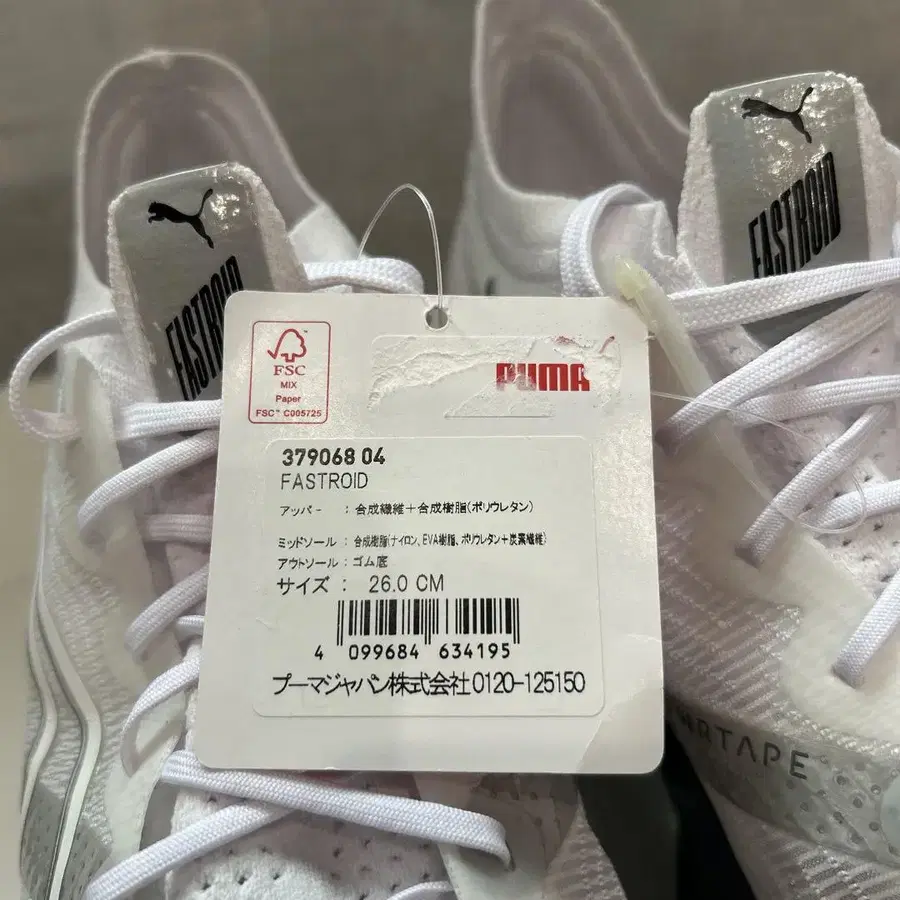 FASTROID
FASTROID
FSC
MIX
Paper
FSC™ C005725
PUMA
379068 04
FASTROID
アッパー : 合成繊維+合成樹脂(ポリウレタン)
ミッドソール : 合成樹脂(ナイロン、EVA樹脂、ポリウレタン+炭素繊維)
アウトソール : ゴム底
サイズ : 26.0 CM
4 099684 634195
プーマジャパン株式会社 0120-125150
PWRTAPE